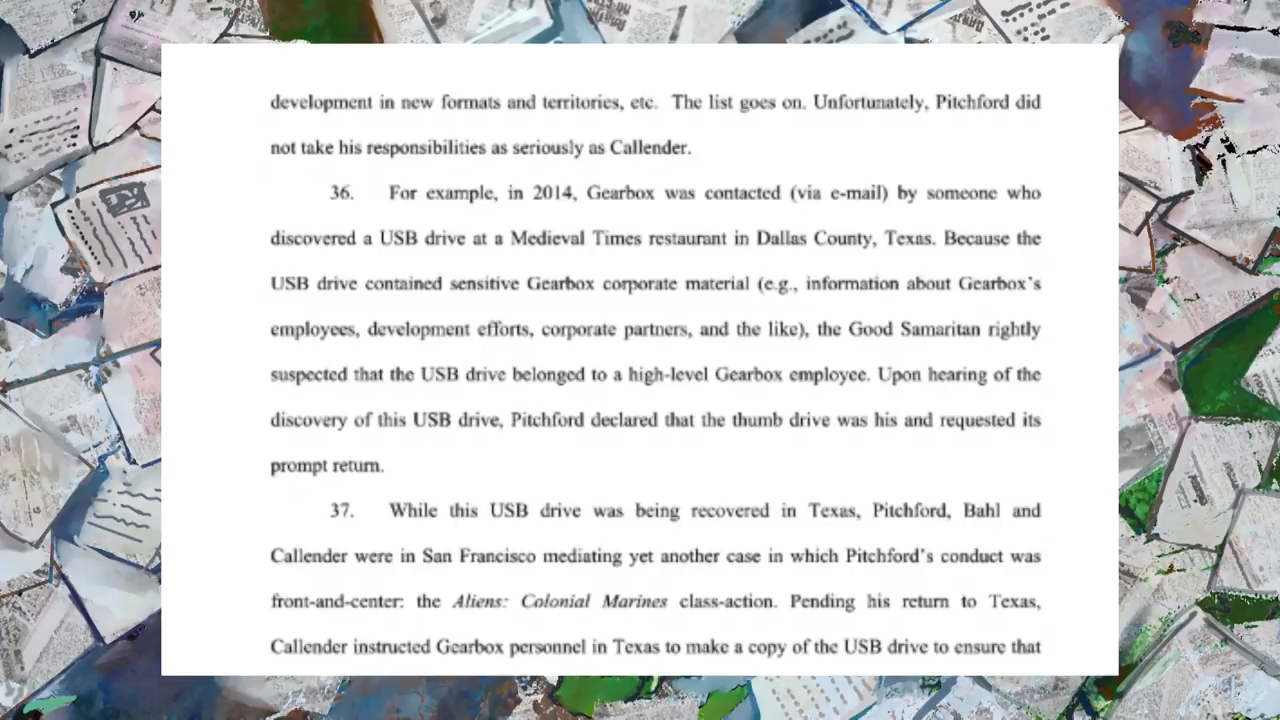 development in new formats and territories, etc. The list goes on. Unfortunately, Pitchford did
not take his responsibilities as seriously as Callender.
36. For example, in 2014, Gearbox was contacted (via e-mail) by someone who
discovered a USB drive at a Medieval Times restaurant in Dallas County, Texas. Because the
USB drive contained sensitive Gearbox corporate material (e.g., information about Gearbox's
employees, development efforts, corporate partners, and the like), the Good Samaritan rightly
suspected that the USB drive belonged to a high-level Gearbox employee. Upon hearing of the
discovery of this USB drive, Pitchford declared that the thumb drive was his and requested its
prompt return.
37. While this USB drive was being recovered in Texas, Pitchford, Bahl and
Callender were in San Francisco mediating yet another case in which Pitchford's conduct was
front-and-center: the Aliens: Colonial Marines class-action. Pending his return to Texas,
Callender instructed Gearbox personnel in Texas to make a copy of the USB drive to ensure that